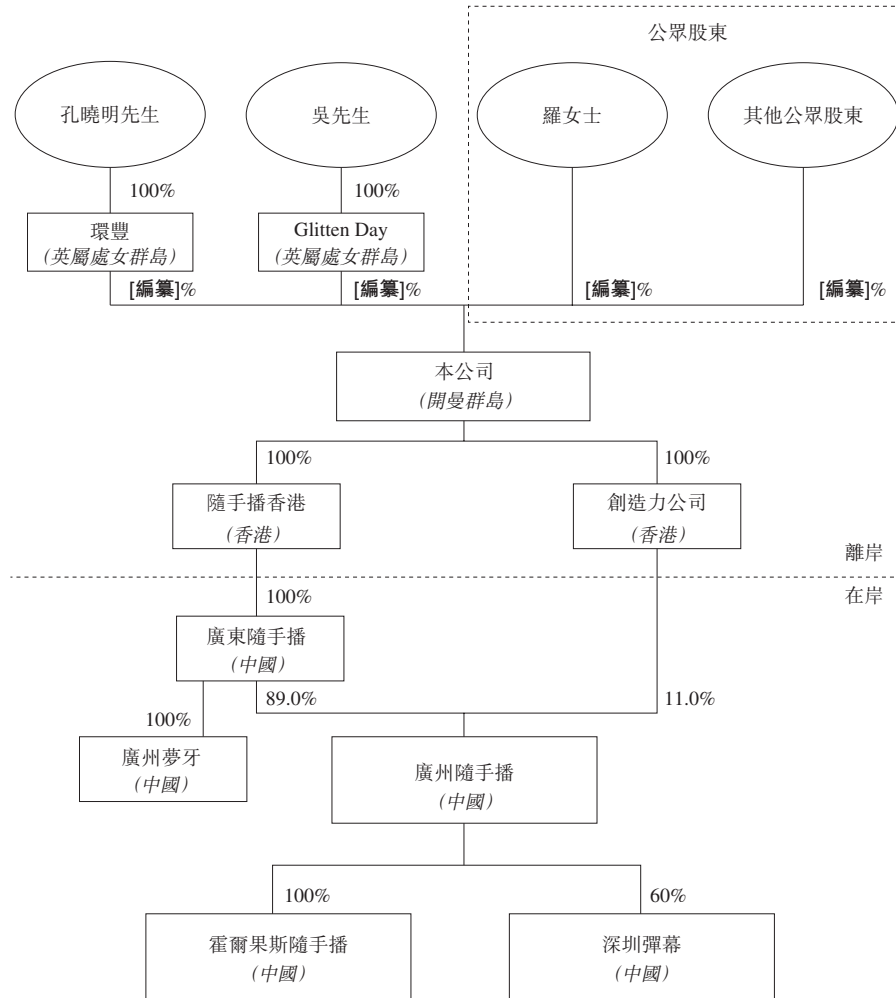 公眾股東
孔曉明先生
吳先生
羅女士
其他公眾股東
100%
100%
環豐
(英屬處女群島)
Glitten Day
(英屬處女群島)
[編纂]%
[編纂]%
[編纂]%
[編纂]%
本公司
(開曼群島)
100%
100%
隨手播香港
(香港)
創造力公司
(香港)
離岸
在岸
100%
廣東隨手播
(中國)
89.0%
11.0%
100%
廣州夢牙
(中國)
廣州隨手播
(中國)
100%
60%
霍爾果斯隨手播
(中國)
深圳彈幕
(中國)